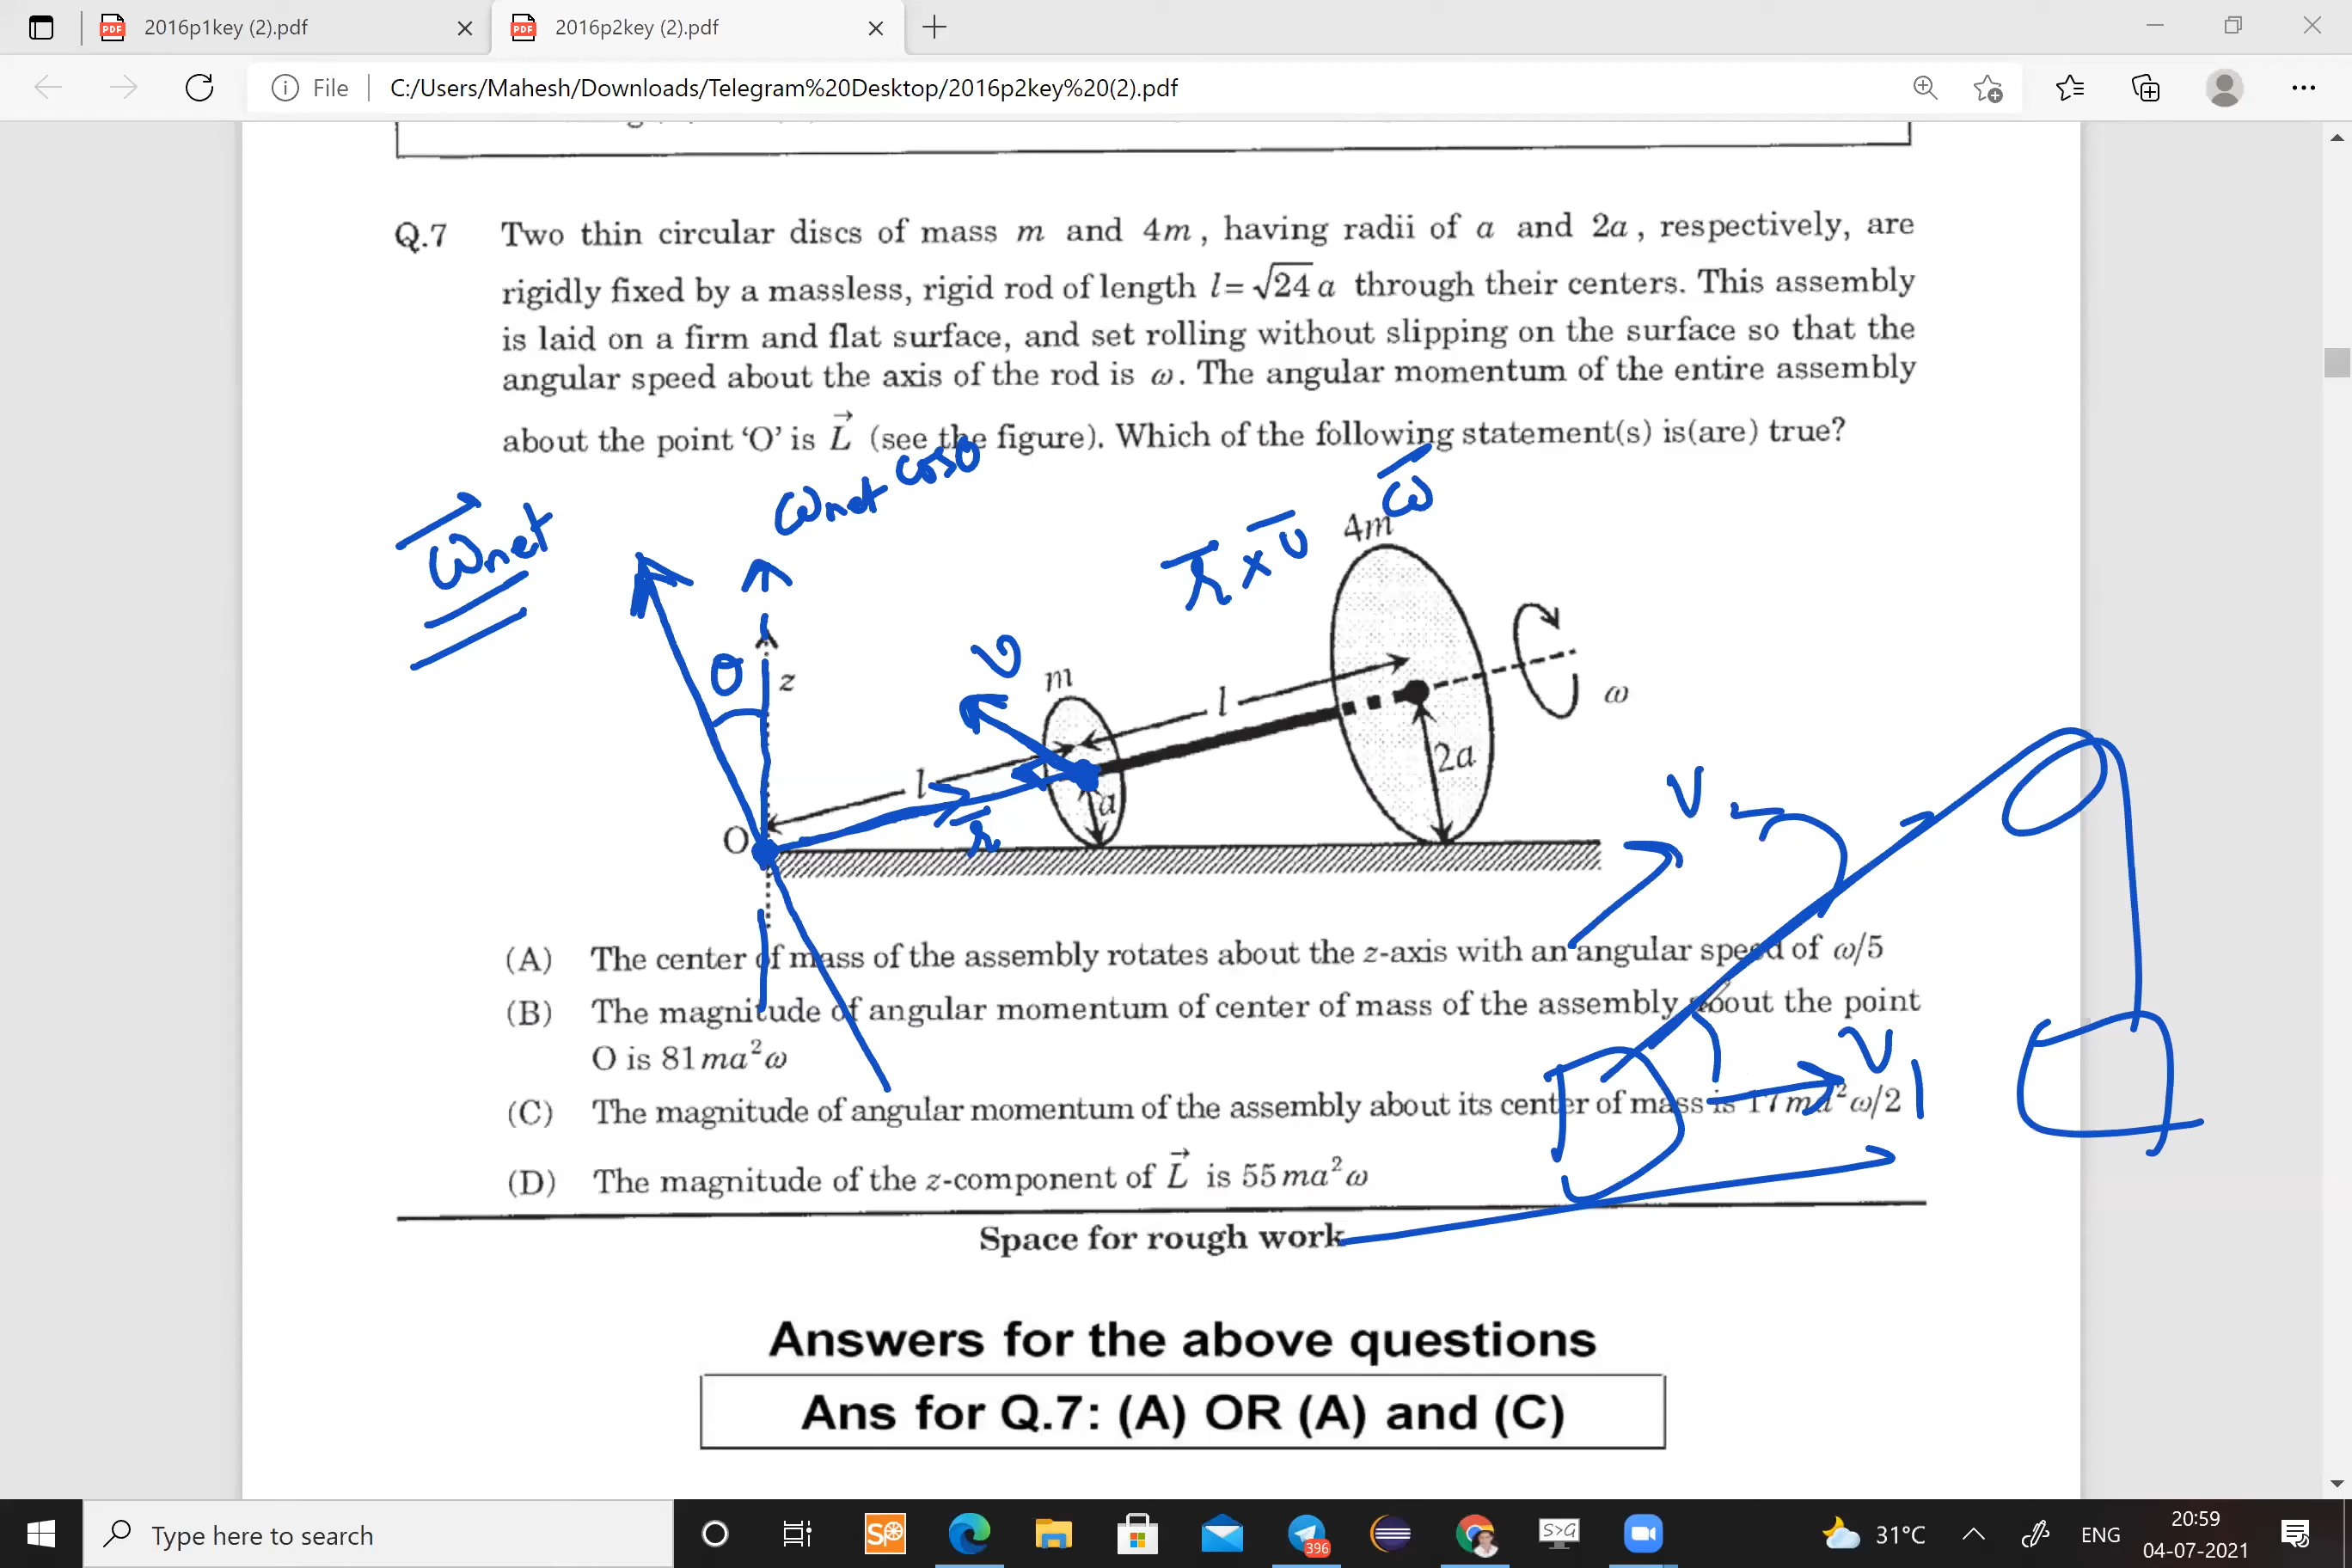 2016p1key (2).pdf
2016p2key (2).pdf
File
C:/Users/Mahesh/Downloads/Telegram%20Desktop/2016p2key%20(2).pdf
Q.7 Two thin circular discs of mass m and 4m, having radii of a and 2a, respectively, are
rigidly fixed by a massless, rigid rod of length l=√24 a through their centers. This assembly
is laid on a firm and flat surface, and set rolling without slipping on the surface so that the
angular speed about the axis of the rod is ω. The angular momentum of the entire assembly
about the point ‘O’ is L⃗ (see the figure). Which of the following statement(s) is(are) true?
ωnet cosθ
ω̄
ω̄net
4m
r̄ × v̄
θ
z
v
m
l
ω
2a
l
a
O
r̄
v
(A) The center of mass of the assembly rotates about the z-axis with an angular speed of ω/5
(B) The magnitude of angular momentum of center of mass of the assembly about the point
O is 81ma²ω
v1
(C) The magnitude of angular momentum of the assembly about its center of mass is 17ma²ω/2
(D) The magnitude of the z-component of L⃗ is 55ma²ω
Space for rough work
Answers for the above questions
Ans for Q.7: (A) OR (A) and (C)
Type here to search
SP
396
S>G
31°C
ENG
20:59
04-07-2021